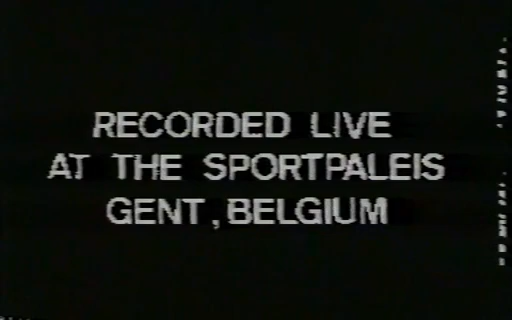 RECORDED LIVE
AT THE SPORTPALEIS
GENT, BELGIUM